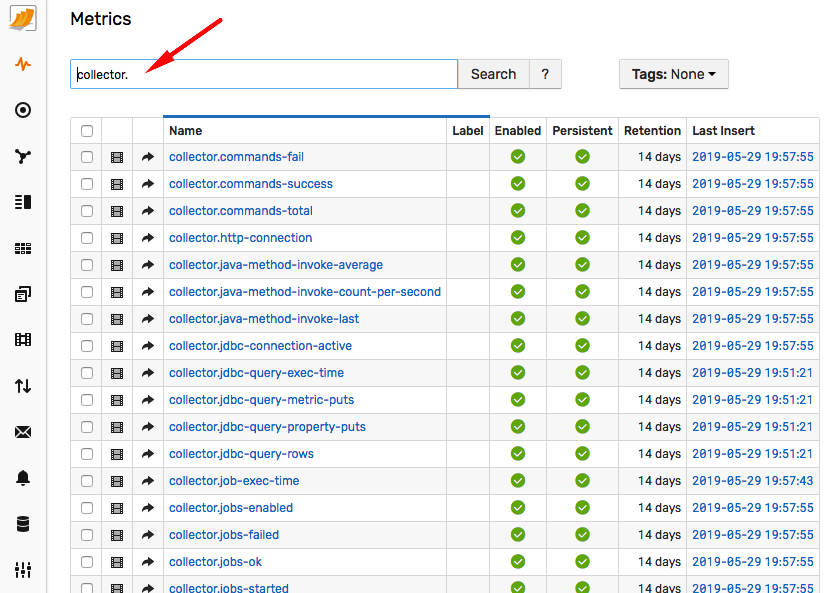 Metrics
collector. Search ? Tags: None
Name Label Enabled Persistent Retention Last Insert
collector.commands-fail 14 days 2019-05-29 19:57:55
collector.commands-success 14 days 2019-05-29 19:57:55
collector.commands-total 14 days 2019-05-29 19:57:55
collector.http-connection 14 days 2019-05-29 19:57:55
collector.java-method-invoke-average 14 days 2019-05-29 19:57:55
collector.java-method-invoke-count-per-second 14 days 2019-05-29 19:57:55
collector.java-method-invoke-last 14 days 2019-05-29 19:57:55
collector.jdbc-connection-active 14 days 2019-05-29 19:57:55
collector.jdbc-query-exec-time 14 days 2019-05-29 19:51:21
collector.jdbc-query-metric-puts 14 days 2019-05-29 19:51:21
collector.jdbc-query-property-puts 14 days 2019-05-29 19:51:21
collector.jdbc-query-rows 14 days 2019-05-29 19:51:21
collector.job-exec-time 14 days 2019-05-29 19:57:43
collector.jobs-enabled 14 days 2019-05-29 19:57:55
collector.jobs-failed 14 days 2019-05-29 19:57:55
collector.jobs-ok 14 days 2019-05-29 19:57:55
collector.jobs-started 14 days 2019-05-29 19:57:55